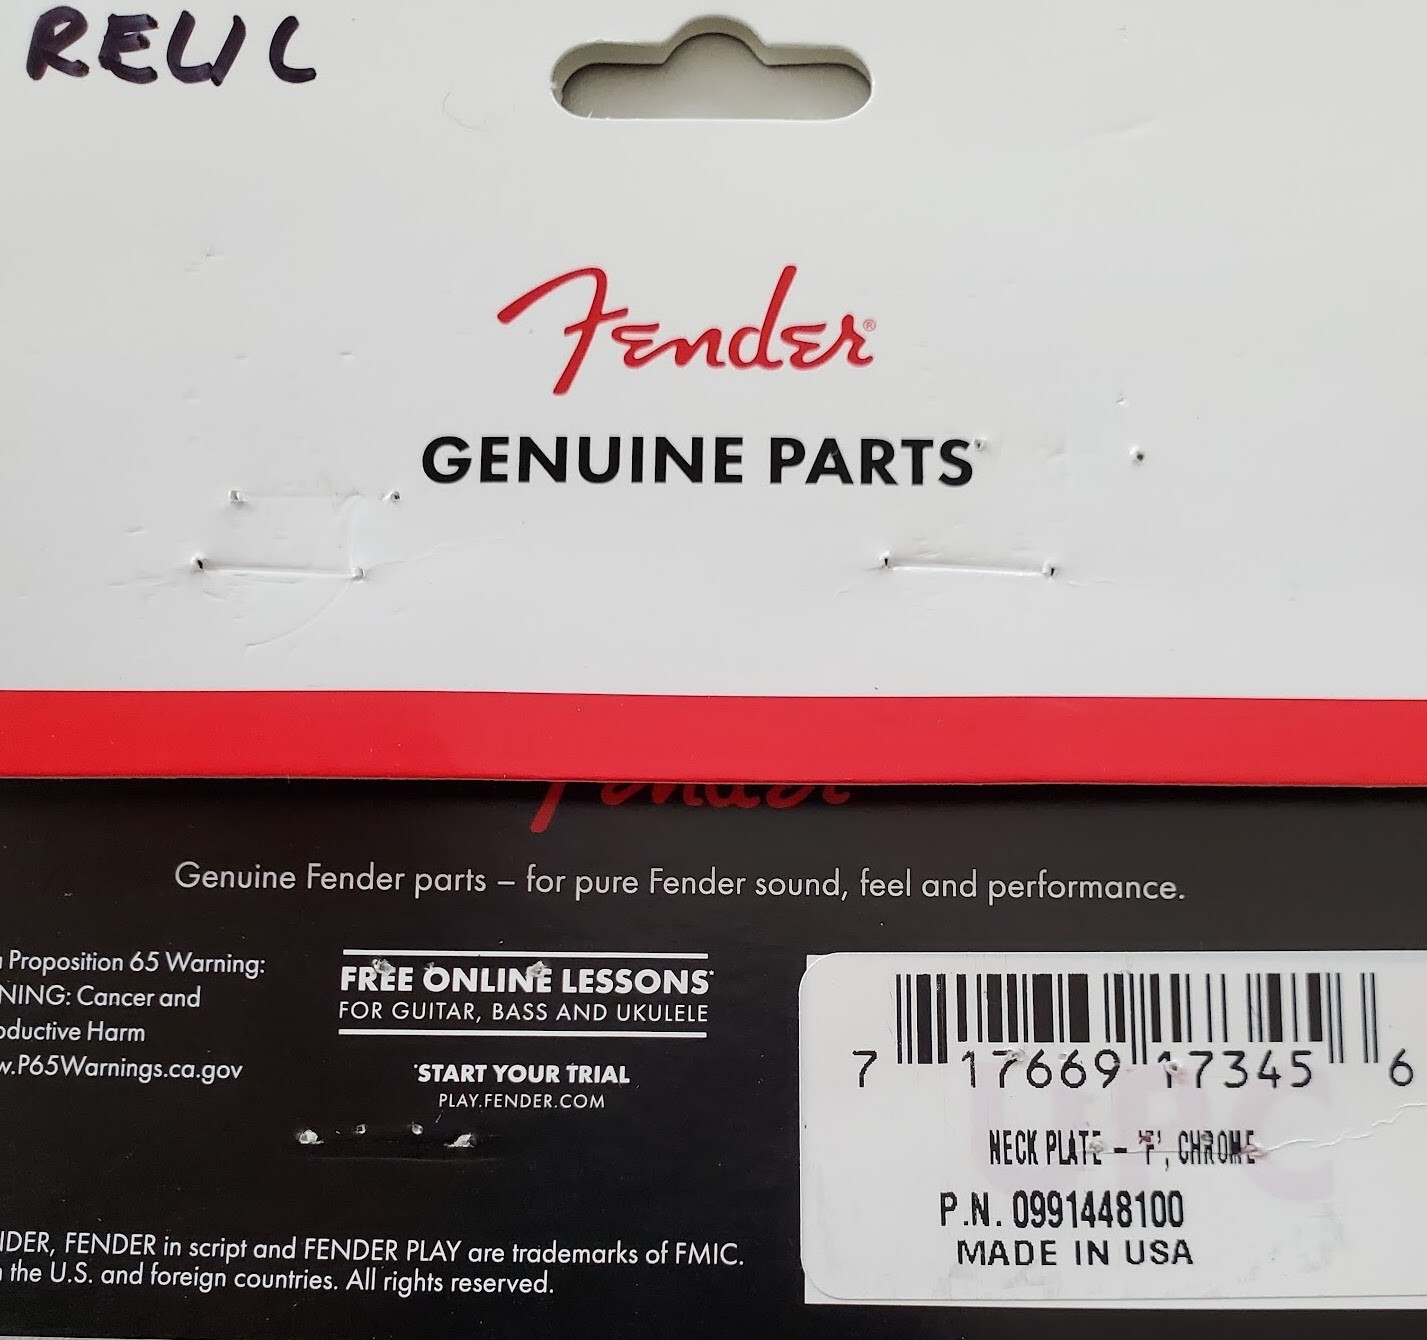 RELIC
Fender®
GENUINE PARTS
Fender
Genuine Fender parts – for pure Fender sound, feel and performance.
Proposition 65 Warning:
NING: Cancer and
oductive Harm
w.P65Warnings.ca.gov
FREE ONLINE LESSONS*
FOR GUITAR, BASS AND UKULELE
*START YOUR TRIAL
PLAY.FENDER.COM
NDER, FENDER in script and FENDER PLAY are trademarks of FMIC.
the U.S. and foreign countries. All rights reserved.
7 17669 17345 6
NECK PLATE - 'F', CHROME
P.N. 0991448100
MADE IN USA